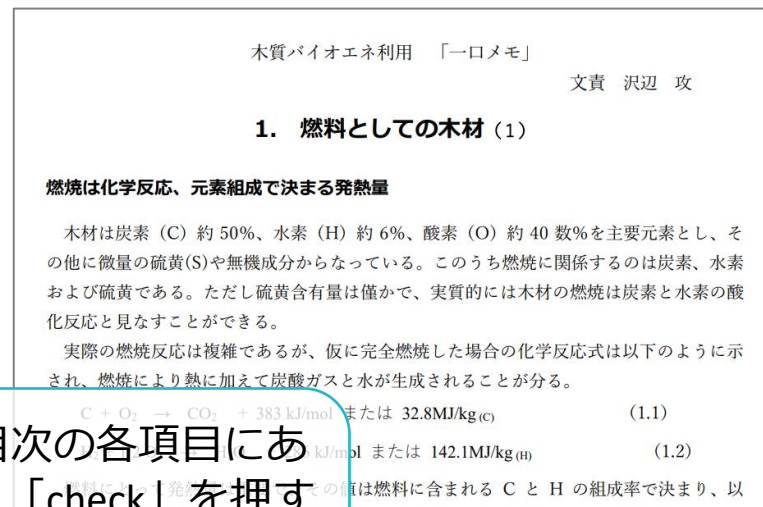 木質バイオエネ利用 「一口メモ」
文責 沢辺 攻
1. 燃料としての木材(1)
燃焼は化学反応、元素組成で決まる発熱量
木材は炭素(C)約 50%、水素(H)約 6%、酸素(O)約 40 数%を主要元素とし、そ
の他に微量の硫黄(S)や無機成分からなっている。このうち燃焼に関係するのは炭素、水素
および硫黄である。ただし硫黄含有量は僅かで、実質的には木材の燃焼は炭素と水素の酸
化反応と見なすことができる。
実際の燃焼反応は複雑であるが、仮に完全燃焼した場合の化学反応式は以下のように示
され、燃焼により熱に加えて炭酸ガスと水が生成されることが分る。
C + O₂ → CO₂ + 383 kJ/mol または 32.8MJ/kg(C) (1.1)
kJ/mol または 142.1MJ/kg(H) (1.2)
その値は燃料に含まれる C と H の組成率で決まり、以
目次の各項目にあ
「check」を押す